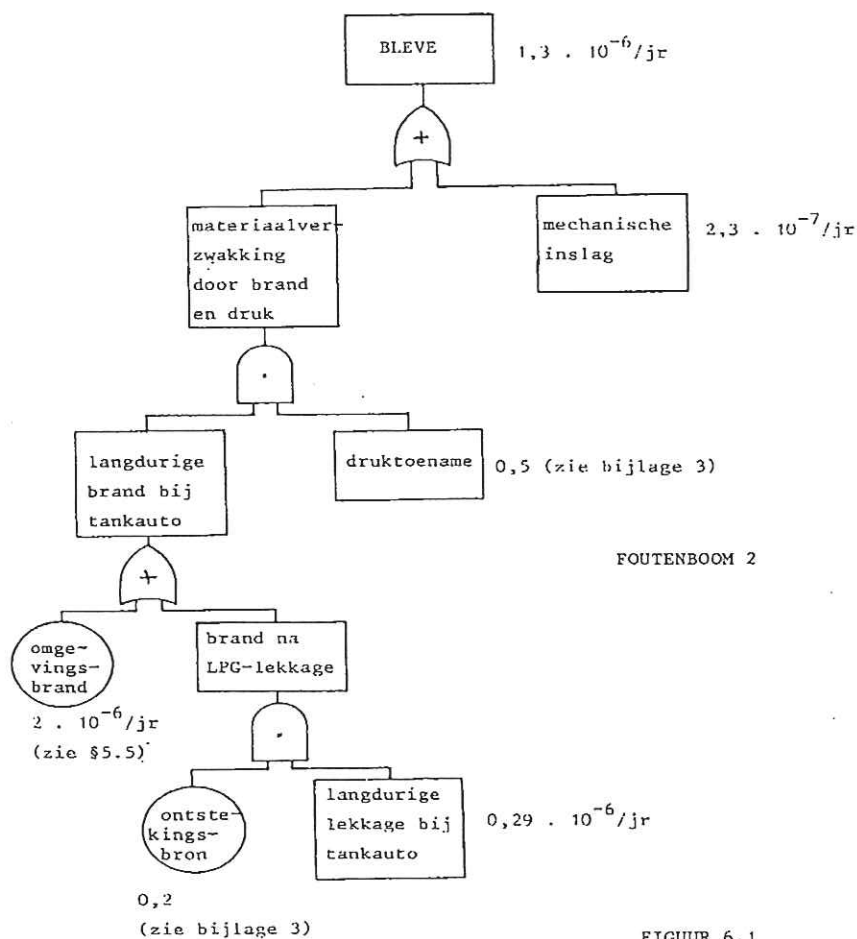 BLEVE
1,3 . 10⁻⁶/jr
+
materiaalver-
zwakking
door brand
en druk
mechanische
inslag
2,3 . 10⁻⁷/jr
.
langdurige
brand bij
tankauto
druktoename
0,5 (zie bijlage 3)
FOUTENBOOM 2
+
omge-
vings-
brand
2 . 10⁻⁶/jr
(zie §5.5)
brand na
LPG-lekkage
.
ontste-
kings-
bron
0,2
(zie bijlage 3)
langdurige
lekkage bij
tankauto
0,29 . 10⁻⁶/jr
FIGUUR 6.1